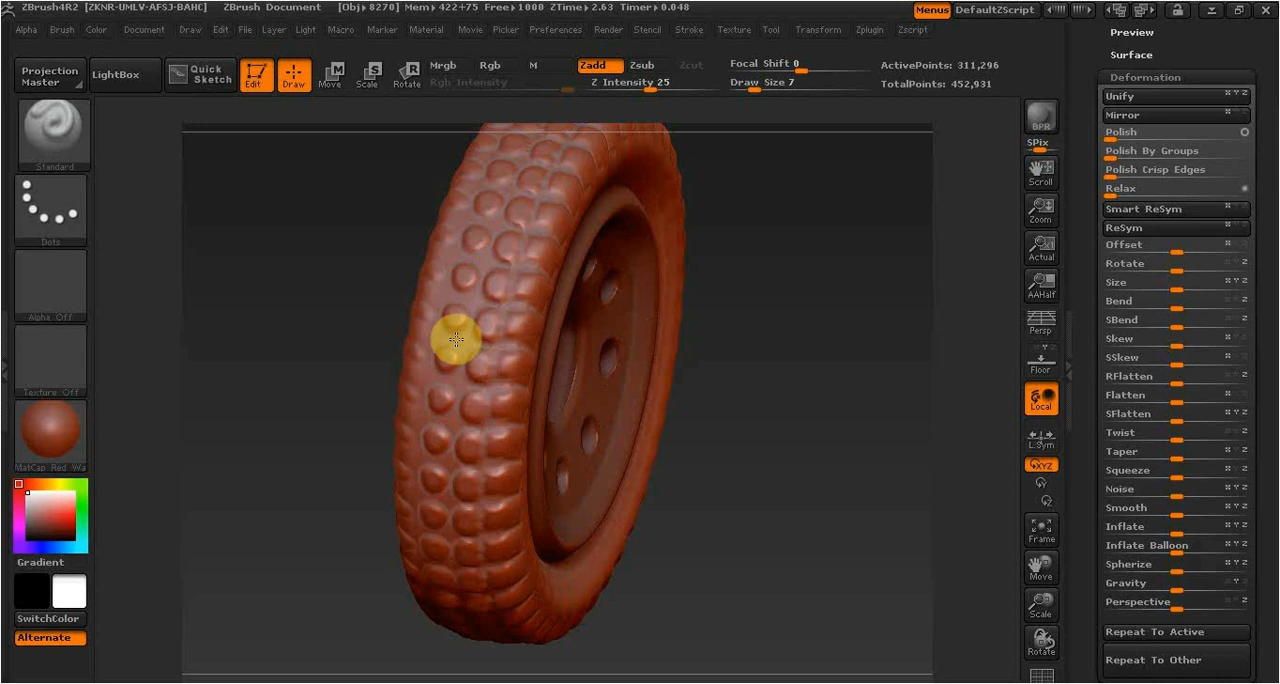 ZBrush4R2 [ZKNR-UMLV-AFSJ-BAHC] ZBrush Document [Obj▸8270] Mem▸422+75 Free▸1000 ZTime▸2.63 Timer▸0.048 Menus DefaultZScript
Alpha Brush Color Document Draw Edit File Layer Light Macro Marker Material Movie Picker Preferences Render Stencil Stroke Texture Tool Transform Zplugin Zscript
Projection Master
LightBox
Quick Sketch
Edit
Draw
Move
Scale
Rotate
Mrgb Rgb M
Rgb Intensity
Zadd Zsub Zcut
Z Intensity 25
Focal Shift 0
Draw Size 7
ActivePoints: 311,296
TotalPoints: 452,931
Standard
Dots
Alpha Off
Texture Off
MatCap Red Wa
Gradient
SwitchColor
Alternate
BPR
SPix
Scroll
Zoom
Actual
AAHalf
Persp
Floor
Local
L.Sym
XYZ
Frame
Move
Scale
Rotate
Preview
Surface
Deformation
Unify X Y Z
Mirror
Polish
Polish By Groups
Polish Crisp Edges
Relax
Smart ReSym
ReSym
Offset
Rotate
Size
Bend
SBend
Skew
SSkew
RFlatten
Flatten
SFlatten
Twist
Taper
Squeeze
Noise
Smooth
Inflate
Inflate Balloon
Spherize
Gravity
Perspective
Repeat To Active
Repeat To Other